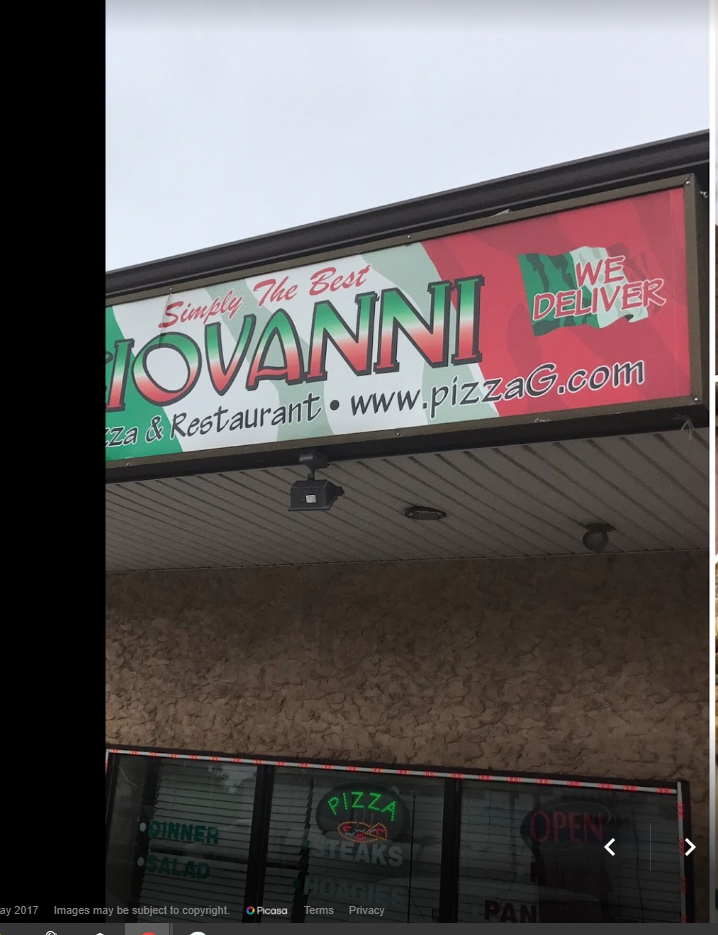 Simply The Best
IOVANNI
WE
DELIVER
zza & Restaurant • www.pizzaG.com
PIZZA
OPEN
DINNER
STEAKS
SALAD
HOAGIES
PAN
ay 2017 Images may be subject to copyright. Picasa Terms Privacy